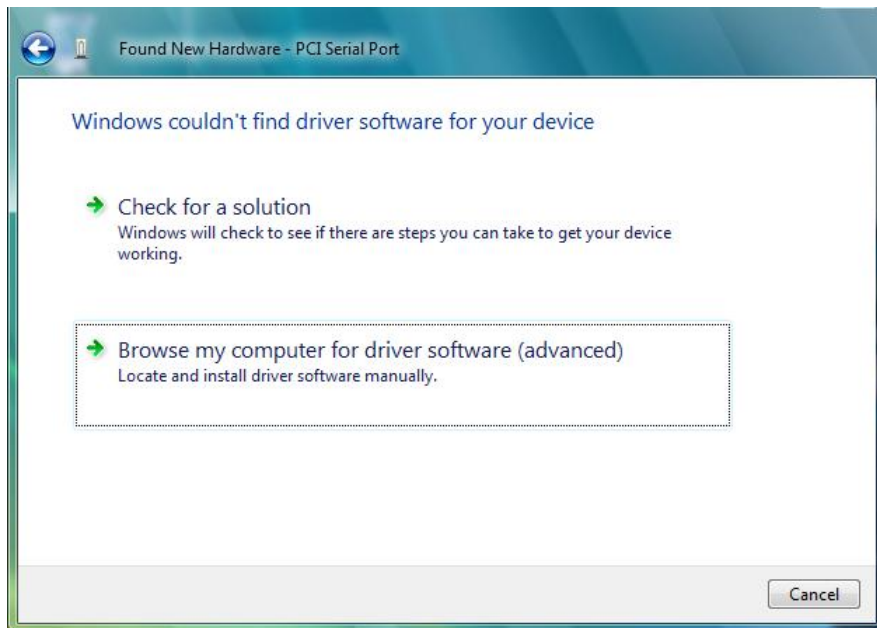 Found New Hardware - PCI Serial Port
Windows couldn't find driver software for your device
Check for a solution
Windows will check to see if there are steps you can take to get your device
working.
Browse my computer for driver software (advanced)
Locate and install driver software manually.
Cancel